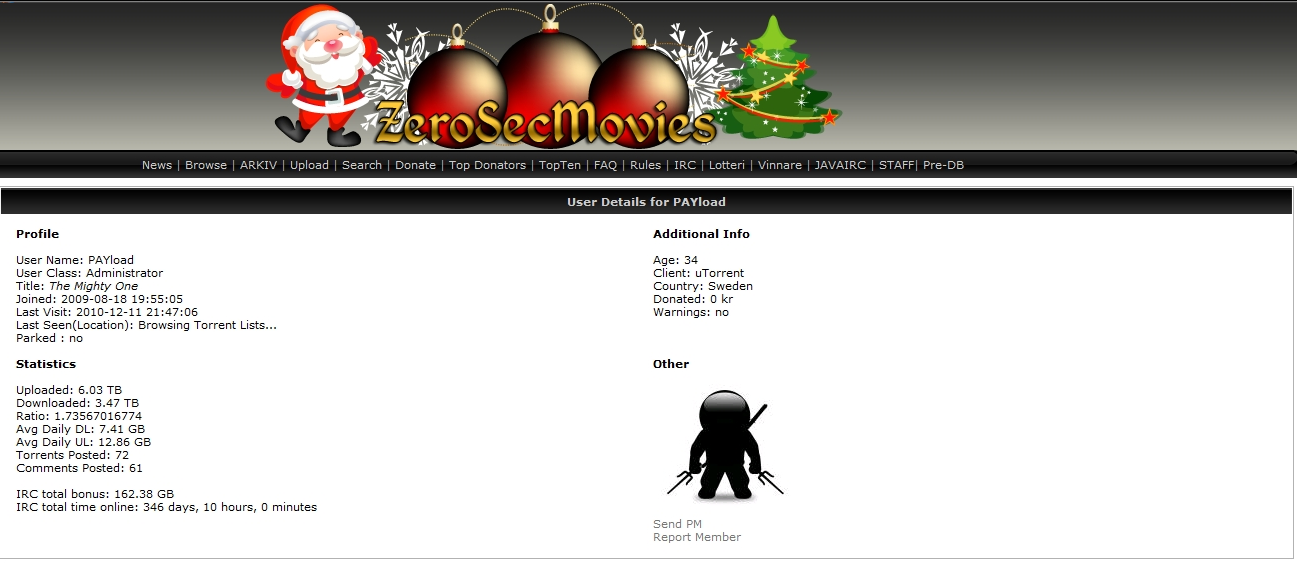 ZeroSecMovies
News | Browse | ARKIV | Upload | Search | Donate | Top Donators | TopTen | FAQ | Rules | IRC | Lotteri | Vinnare | JAVAIRC | STAFF| Pre-DB
User Details for PAYload
Profile
User Name: PAYload
User Class: Administrator
Title: The Mighty One
Joined: 2009-08-18 19:55:05
Last Visit: 2010-12-11 21:47:06
Last Seen(Location): Browsing Torrent Lists...
Parked : no
Additional Info
Age: 34
Client: uTorrent
Country: Sweden
Donated: 0 kr
Warnings: no
Statistics
Uploaded: 6.03 TB
Downloaded: 3.47 TB
Ratio: 1.73567016774
Avg Daily DL: 7.41 GB
Avg Daily UL: 12.86 GB
Torrents Posted: 72
Comments Posted: 61
IRC total bonus: 162.38 GB
IRC total time online: 346 days, 10 hours, 0 minutes
Other
Send PM
Report Member